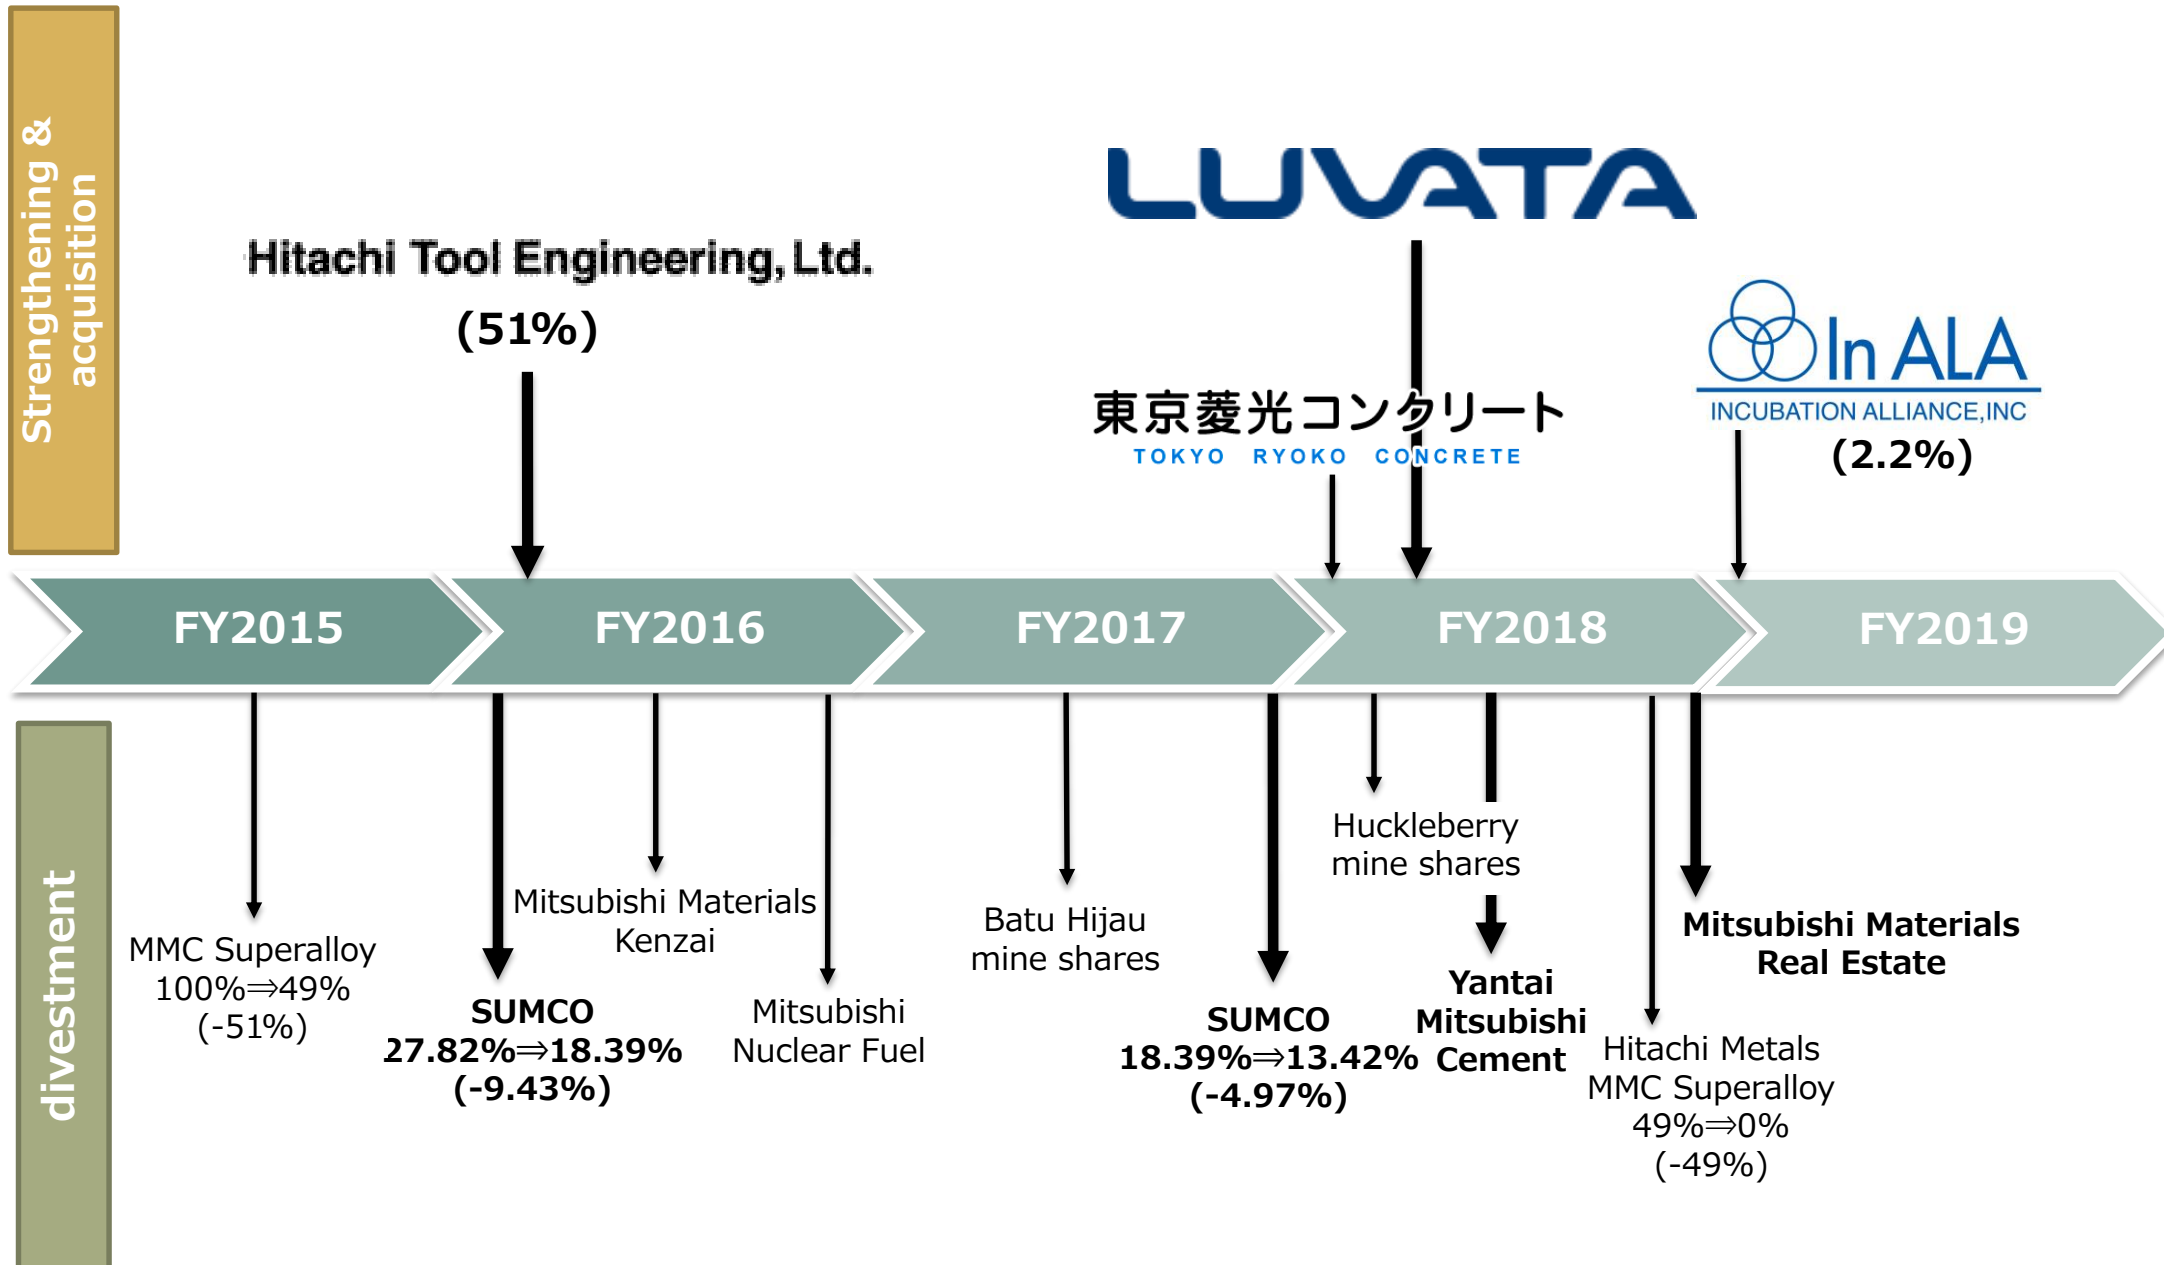 Strengthening &
acquisition
Hitachi Tool Engineering, Ltd.
(51%)
LUVATA
東京菱光コンクリート
TOKYO RYOKO CONCRETE
In ALA
INCUBATION ALLIANCE,INC
(2.2%)
FY2015
FY2016
FY2017
FY2018
FY2019
divestment
MMC Superalloy
100%⇒49%
(-51%)
SUMCO
27.82%⇒18.39%
(-9.43%)
Mitsubishi Materials
Kenzai
Mitsubishi
Nuclear Fuel
Batu Hijau
mine shares
SUMCO
18.39%⇒13.42%
(-4.97%)
Huckleberry
mine shares
Yantai
Mitsubishi
Cement
Hitachi Metals
MMC Superalloy
49%⇒0%
(-49%)
Mitsubishi Materials
Real Estate